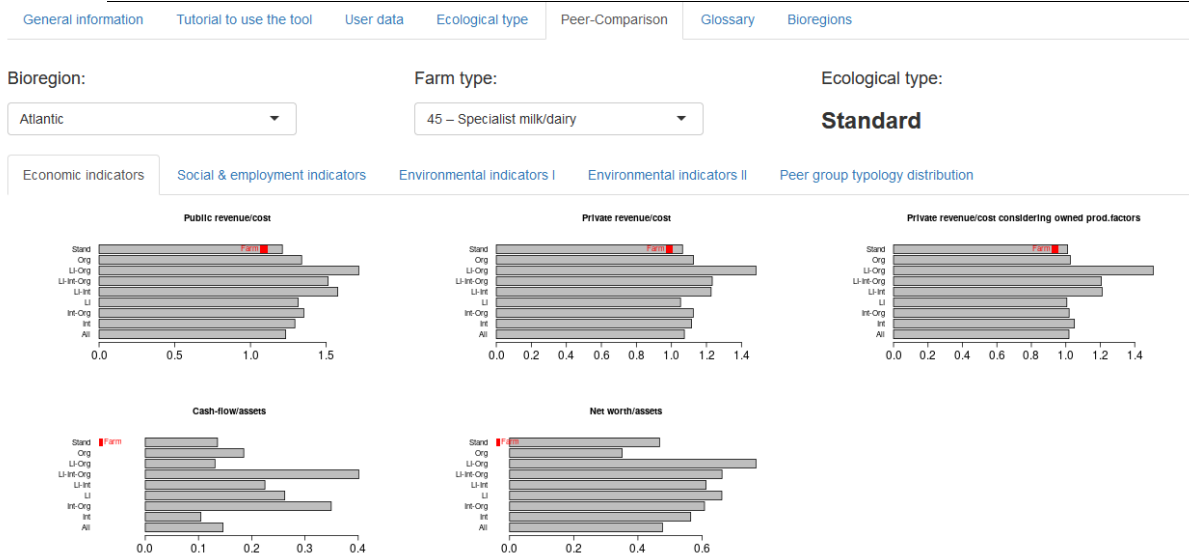 General information Tutorial to use the tool User data Ecological type Peer-Comparison Glossary Bioregions
Bioregion: Farm type: Ecological type:
Atlantic 45 – Specialist milk/dairy Standard
Economic indicators Social & employment indicators Environmental indicators I Environmental indicators II Peer group typology distribution
Public revenue/cost
Stand Farm
Org
LI-Org
LI-Int-Org
LI-Int
LI
Int-Org
Int
All
0.0 0.5 1.0 1.5
Private revenue/cost
Stand Farm
Org
LI-Org
LI-Int-Org
LI-Int
LI
Int-Org
Int
All
0.0 0.2 0.4 0.6 0.8 1.0 1.2 1.4
Private revenue/cost considering owned prod.factors
Stand Farm
Org
LI-Org
LI-Int-Org
LI-Int
LI
Int-Org
Int
All
0.0 0.2 0.4 0.6 0.8 1.0 1.2 1.4
Cash-flow/assets
Stand Farm
Org
LI-Org
LI-Int-Org
LI-Int
LI
Int-Org
Int
All
0.0 0.1 0.2 0.3 0.4
Net worth/assets
Stand Farm
Org
LI-Org
LI-Int-Org
LI-Int
LI
Int-Org
Int
All
0.0 0.2 0.4 0.6